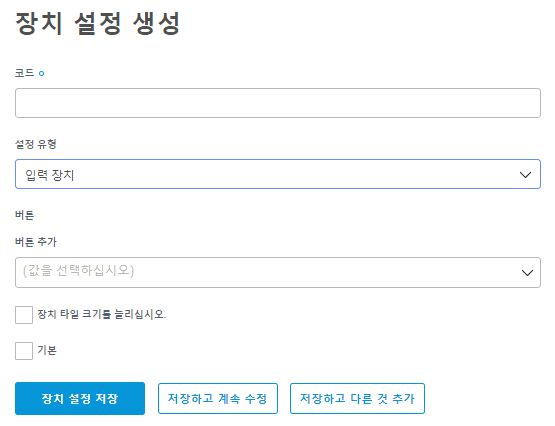 장치 설정 생성
코드 o
설정 유형
입력 장치
버튼
버튼 추가
(값을 선택하십시오)
장치 타일 크기를 늘리십시오.
기본
장치 설정 저장
저장하고 계속 수정
저장하고 다른 것 추가